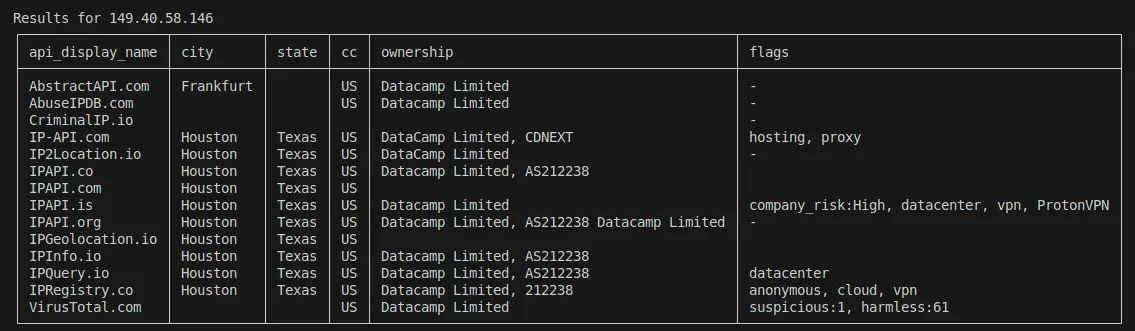 Results for 149.40.58.146
api_display_name city state cc ownership flags
AbstractAPI.com Frankfurt US Datacamp Limited -
AbuseIPDB.com US Datacamp Limited -
CriminalIP.io -
IP-API.com Houston Texas US DataCamp Limited, CDNEXT hosting, proxy
IP2Location.io Houston Texas US DataCamp Limited -
IPAPI.co Houston Texas US Datacamp Limited, AS212238
IPAPI.com Houston Texas US
IPAPI.is Houston Texas US Datacamp Limited company_risk:High, datacenter, vpn, ProtonVPN
IPAPI.org Houston Texas US Datacamp Limited, AS212238 Datacamp Limited -
IPGeolocation.io Houston Texas US
IPInfo.io Houston Texas US Datacamp Limited, AS212238
IPQuery.io Houston Texas US Datacamp Limited, AS212238 datacenter
IPRegistry.co Houston Texas US Datacamp Limited, 212238 anonymous, cloud, vpn
VirusTotal.com US Datacamp Limited suspicious:1, harmless:61